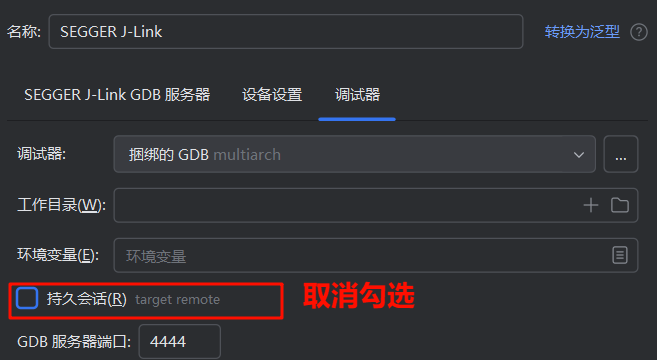 名称: SEGGER J-Link 转换为泛型 ?
SEGGER J-Link GDB 服务器 设备设置 调试器
调试器: 捆绑的 GDB multiarch ...
工作目录(W):
环境变量(E): 环境变量
持久会话(R) target remote 取消勾选
GDB 服务器端口: 4444